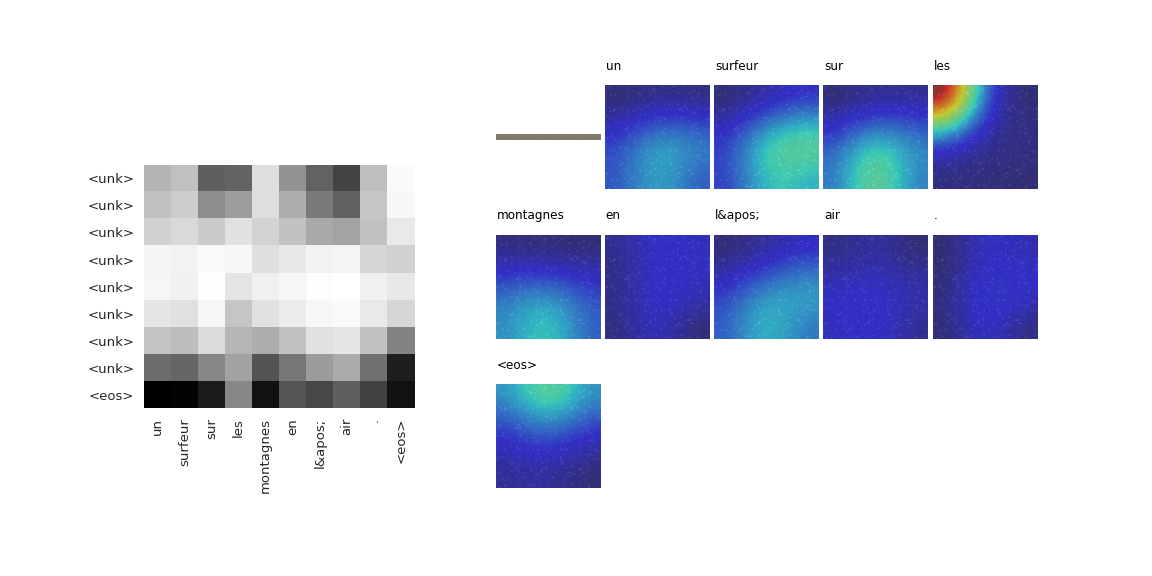 <unk>
<unk>
<unk>
<unk>
<unk>
<unk>
<unk>
<unk>
<eos>
un
surfeur
sur
les
montagnes
en
l&apos;
air
.
<eos>
un surfeur sur les
montagnes en l&apos; air .
<eos>